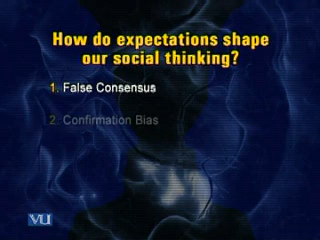 How do expectations shape
our social thinking?
1. False Consensus
2. Confirmation Bias
VU